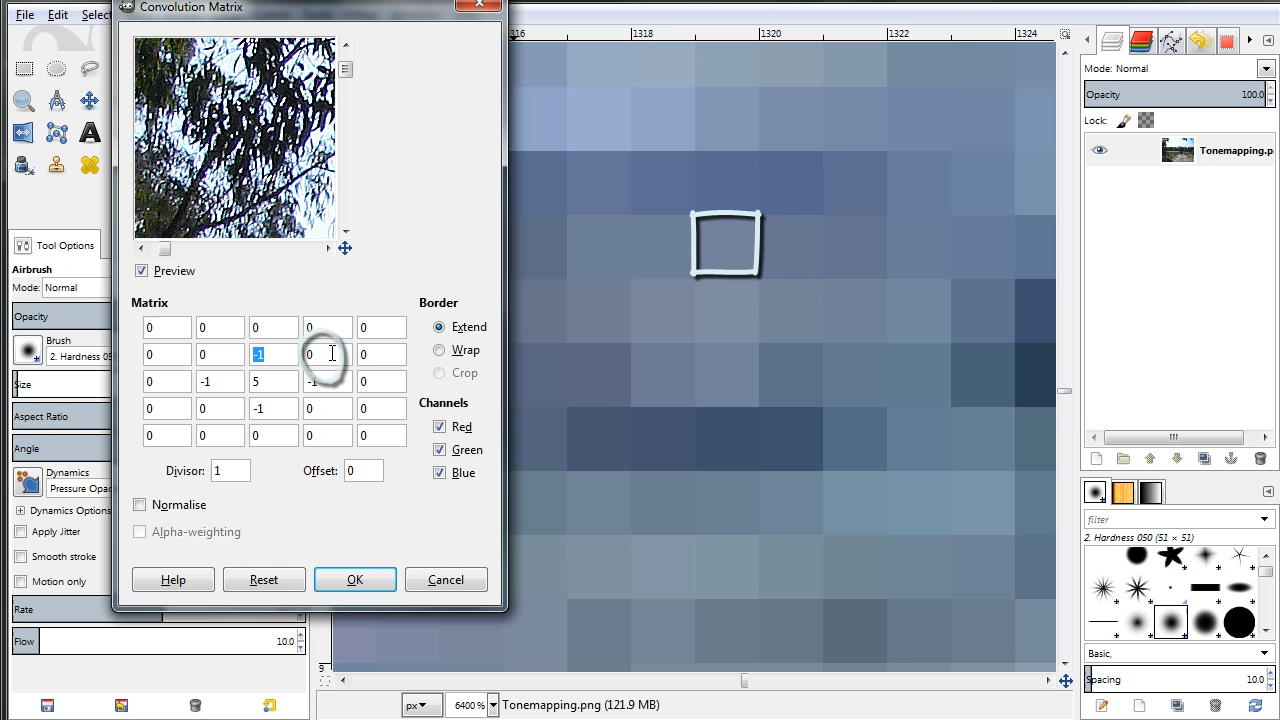 Convolution Matrix
File Edit Select
316 1318 1320 1322 1324
Mode: Normal
Opacity 100.0
Lock:
Tonemapping.p
Preview
Tool Options
Airbrush
Mode: Normal
Opacity
Brush
2. Hardness 05
Size
Aspect Ratio
Angle
Dynamics
Pressure Opac
Dynamics Options
Apply Jitter
Smooth stroke
Motion only
Rate
Flow 10.0
Matrix
0 0 0 0 0
0 0 -1 0 0
0 -1 5 -1 0
0 0 -1 0 0
0 0 0 0 0
Divisor: 1 Offset: 0
Normalise
Alpha-weighting
Border
Extend
Wrap
Crop
Channels
Red
Green
Blue
Help Reset OK Cancel
9
px 6400% Tonemapping.png (121.9 MB)
filter
2. Hardness 050 (51 × 51)
Basic,
Spacing 10.0